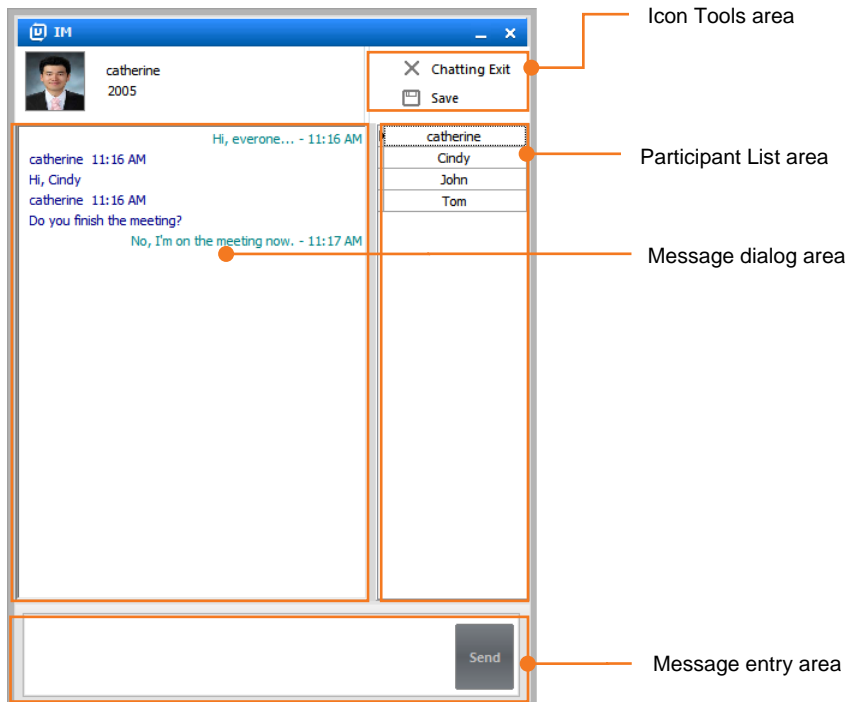 IM
catherine
2005
Chatting Exit
Save
Icon Tools area
Hi, everone... - 11:16 AM
catherine 11:16 AM
Hi, Cindy
catherine 11:16 AM
Do you finish the meeting?
No, I'm on the meeting now. - 11:17 AM
catherine
Cindy
John
Tom
Participant List area
Message dialog area
Send
Message entry area